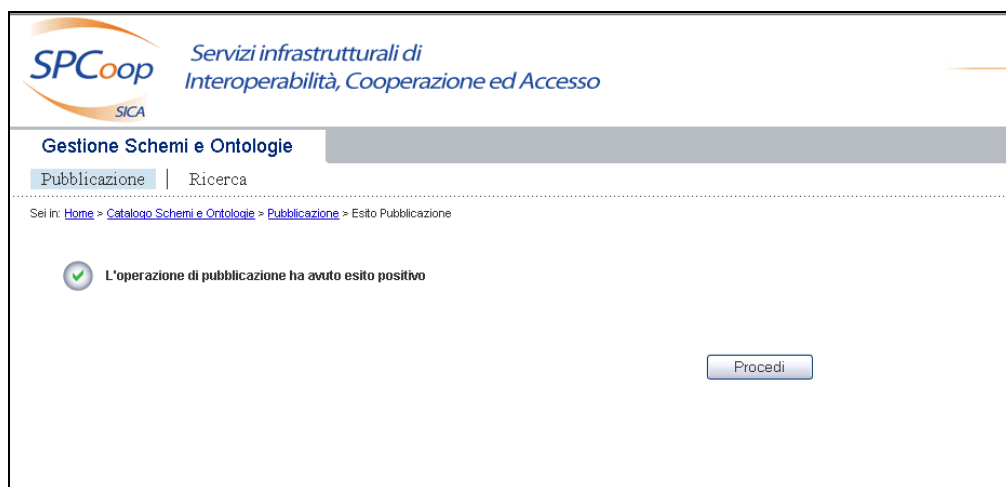 SPCoop
SICA
Servizi infrastrutturali di
Interoperabilità, Cooperazione ed Accesso
Gestione Schemi e Ontologie
Pubblicazione | Ricerca
Sei in: Home > Catalogo Schemi e Ontologie > Pubblicazione > Esito Pubblicazione
L'operazione di pubblicazione ha avuto esito positivo
Procedi